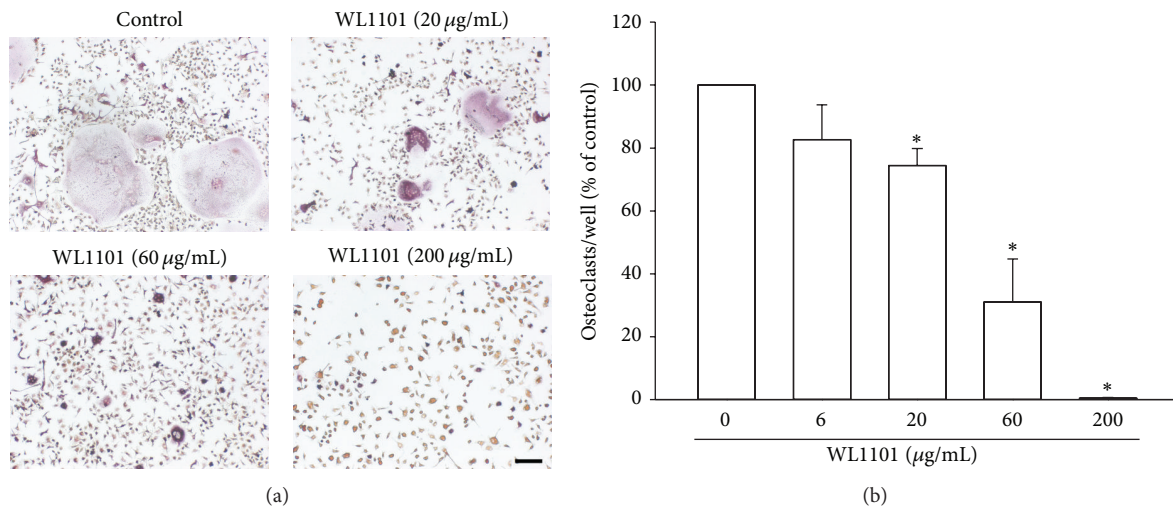 Control
WL1101 (20 μg/mL)
WL1101 (60 μg/mL)
WL1101 (200 μg/mL)
(a)
Osteoclasts/well (% of control)
120
100
80
60
40
20
0
*
*
*
0 6 20 60 200
WL1101 (μg/mL)
(b)